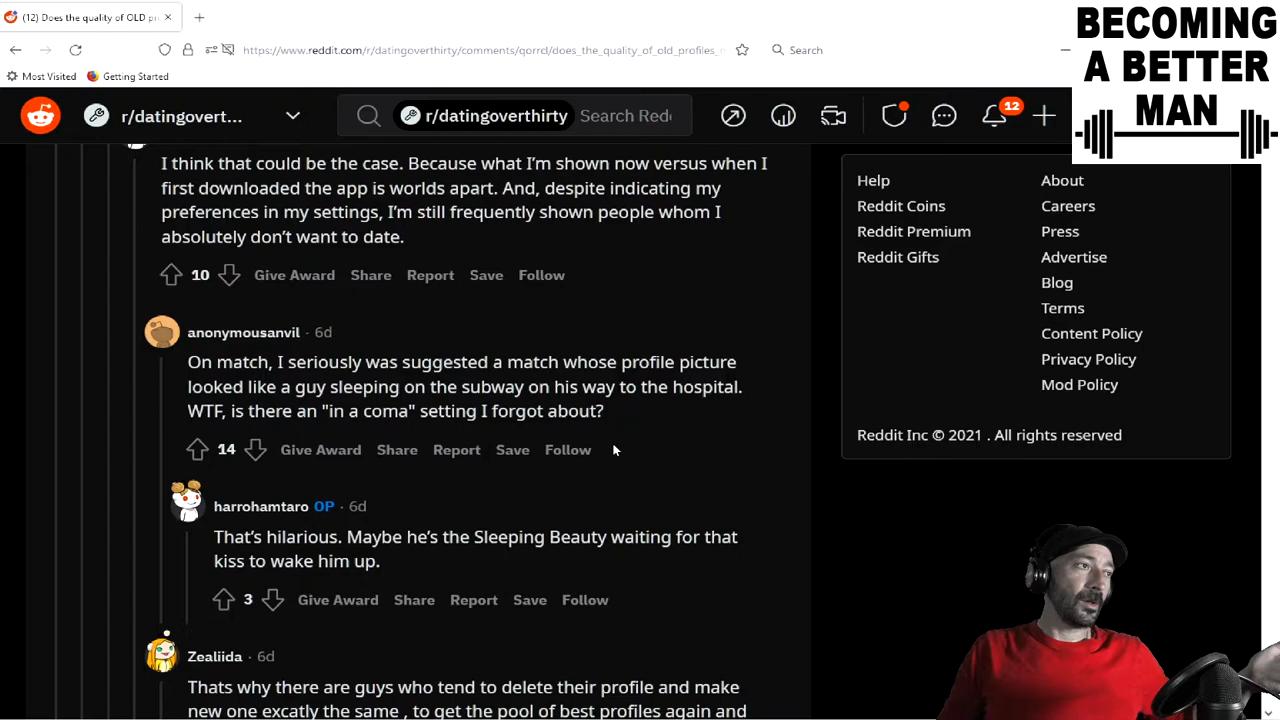 (12) Does the quality of OLD pr
https://www.reddit.com/r/datingoverthirty/comments/qorrcl/does_the_quality_of_old_profiles_
Search
Most Visited
Getting Started
BECOMING
A BETTER
MAN
r/datingovert...
r/datingoverthirty
Search Red
12
I think that could be the case. Because what I'm shown now versus when I
first downloaded the app is worlds apart. And, despite indicating my
preferences in my settings, I'm still frequently shown people whom I
absolutely don't want to date.
10 Give Award Share Report Save Follow
anonymousanvil · 6d
On match, I seriously was suggested a match whose profile picture
looked like a guy sleeping on the subway on his way to the hospital.
WTF, is there an "in a coma" setting I forgot about?
14 Give Award Share Report Save Follow
harrohamtaro OP · 6d
That's hilarious. Maybe he's the Sleeping Beauty waiting for that
kiss to wake him up.
3 Give Award Share Report Save Follow
Zealiida · 6d
Thats why there are guys who tend to delete their profile and make
new one excatly the same , to get the pool of best profiles again and
Help
About
Reddit Coins
Careers
Reddit Premium
Press
Reddit Gifts
Advertise
Blog
Terms
Content Policy
Privacy Policy
Mod Policy
Reddit Inc © 2021 . All rights reserved